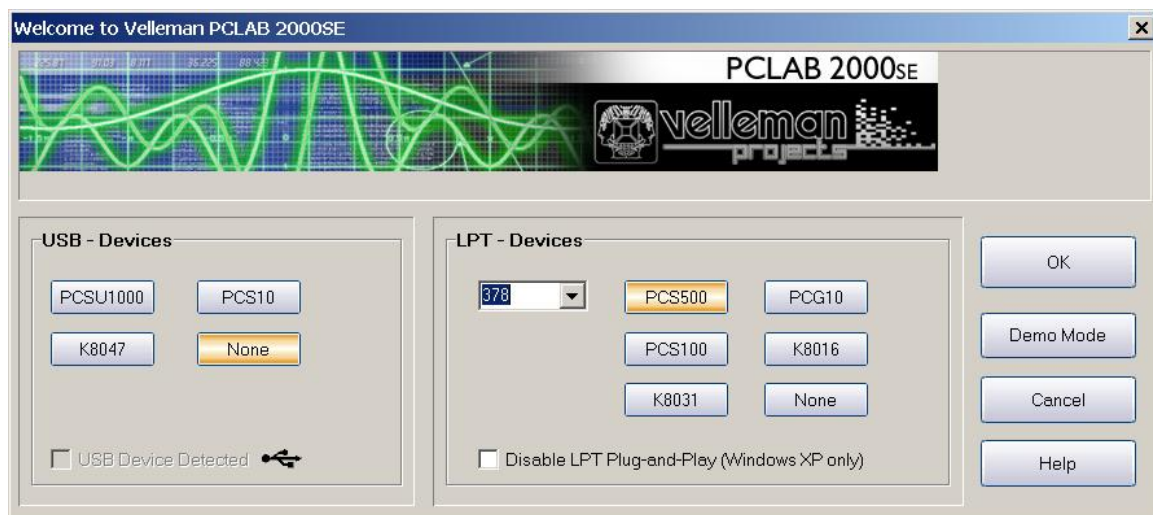 Welcome to Velleman PCLAB 2000SE
PCLAB 2000SE
velleman
projects
USB - Devices
PCSU1000
PCS10
K8047
None
USB Device Detected
LPT - Devices
378
PCS500
PCG10
PCS100
K8016
K8031
None
Disable LPT Plug-and-Play (Windows XP only)
OK
Demo Mode
Cancel
Help